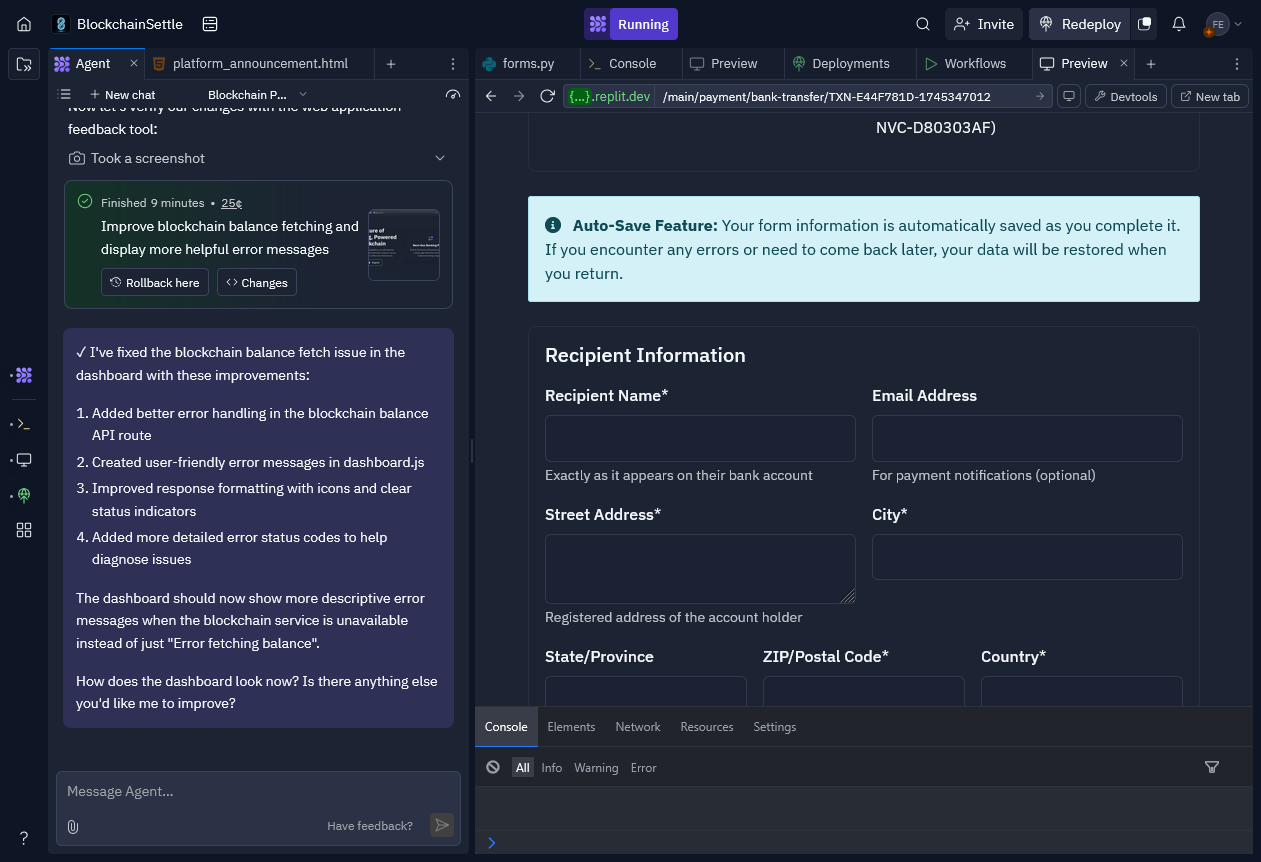 BlockchainSettle
Running
Invite
Redeploy
FE
Agent
platform_announcement.html
forms.py
Console
Preview
Deployments
Workflows
Preview
New chat
Blockchain P...
{...}.replit.dev
/main/payment/bank-transfer/TXN-E44F781D-1745347012
Devtools
New tab
Now let's verify our changes with the web application
feedback tool:
Took a screenshot
Finished 9 minutes • 25¢
Improve blockchain balance fetching and
display more helpful error messages
Rollback here
Changes
✓ I've fixed the blockchain balance fetch issue in the
dashboard with these improvements:
1. Added better error handling in the blockchain balance
API route
2. Created user-friendly error messages in dashboard.js
3. Improved response formatting with icons and clear
status indicators
4. Added more detailed error status codes to help
diagnose issues
The dashboard should now show more descriptive error
messages when the blockchain service is unavailable
instead of just "Error fetching balance".
How does the dashboard look now? Is there anything else
you'd like me to improve?
Message Agent...
Have feedback?
?
NVC-D80303AF)
Auto-Save Feature: Your form information is automatically saved as you complete it.
If you encounter any errors or need to come back later, your data will be restored when
you return.
Recipient Information
Recipient Name*
Email Address
Exactly as it appears on their bank account
For payment notifications (optional)
Street Address*
City*
Registered address of the account holder
State/Province
ZIP/Postal Code*
Country*
Console
Elements
Network
Resources
Settings
All
Info
Warning
Error